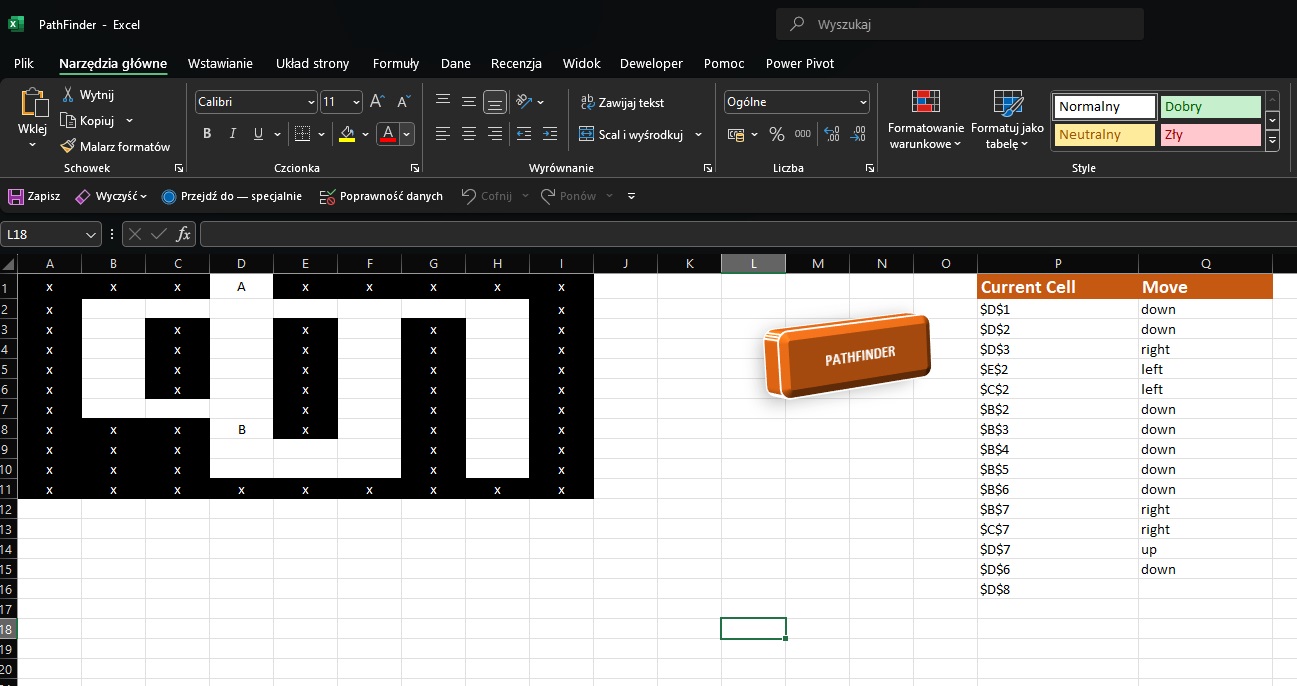 PathFinder - Excel
Wyszukaj
Plik Narzędzia główne Wstawianie Układ strony Formuły Dane Recenzja Widok Deweloper Pomoc Power Pivot
Wklej
Wytnij
Kopiuj
Malarz formatów
Schowek
Calibri 11
B I U
Czcionka
Zawijaj tekst
Scal i wyśrodkuj
Wyrównanie
Ogólne
% 000
Liczba
Formatowanie warunkowe
Formatuj jako tabelę
Normalny Dobry
Neutralny Zły
Style
Zapisz Wyczyść Przejdź do — specjalnie Poprawność danych Cofnij Ponów
L18 fx
A B C D E F G H I J K L M N O P Q
1 x x x A x x x x x Current Cell Move
2 x x $D$1 down
3 x x x x x $D$2 down
4 x x x x x $D$3 right
5 x x x x x $E$2 left
6 x x x x x $C$2 left
7 x x x x $B$2 down
8 x x x B x x x $B$3 down
9 x x x x x $B$4 down
10 x x x x x $B$5 down
11 x x x x x x x x x $B$6 down
12 $B$7 right
13 $C$7 right
14 $D$7 up
15 $D$6 down
16 $D$8
17
18
19
20
PATHFINDER